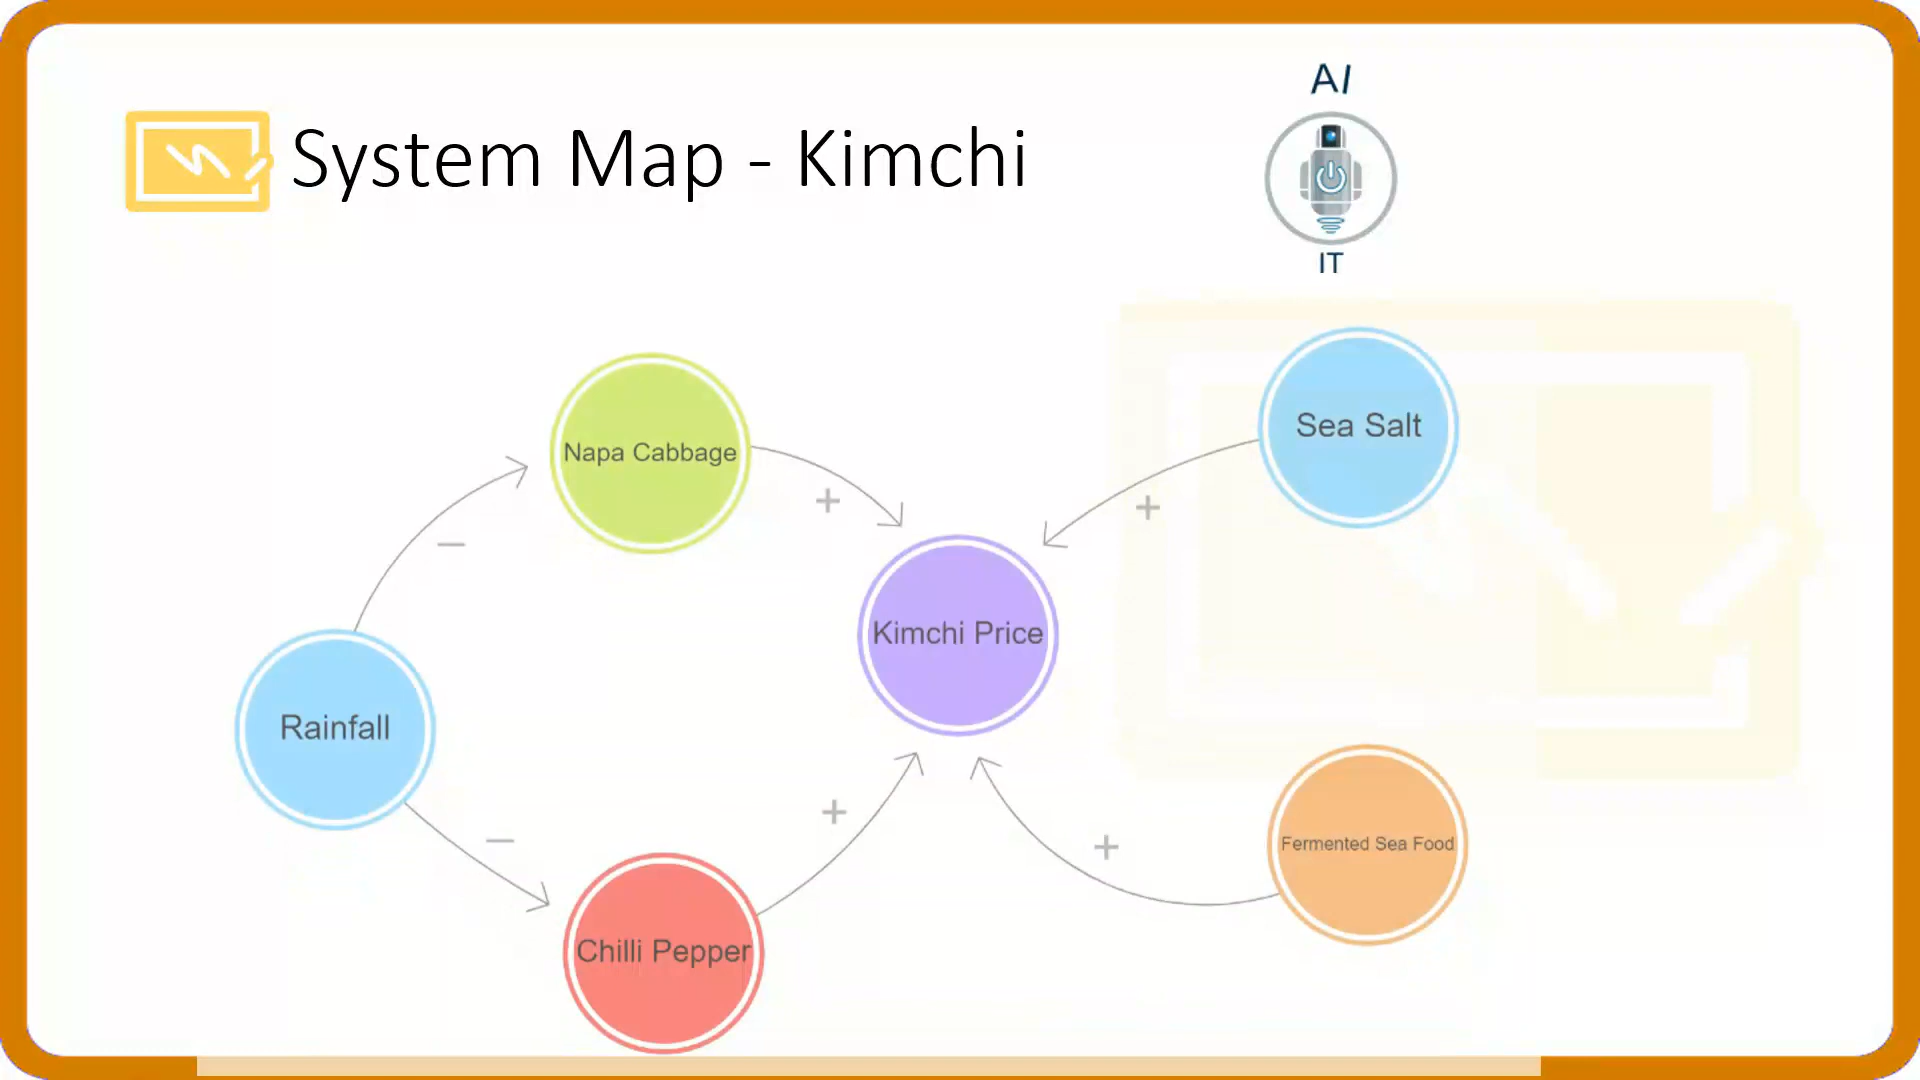 AI
System Map - Kimchi
IT
Sea Salt
Napa Cabbage
+
+
−
Kimchi Price
Rainfall
+
−
+
Fermented Sea Food
Chilli Pepper